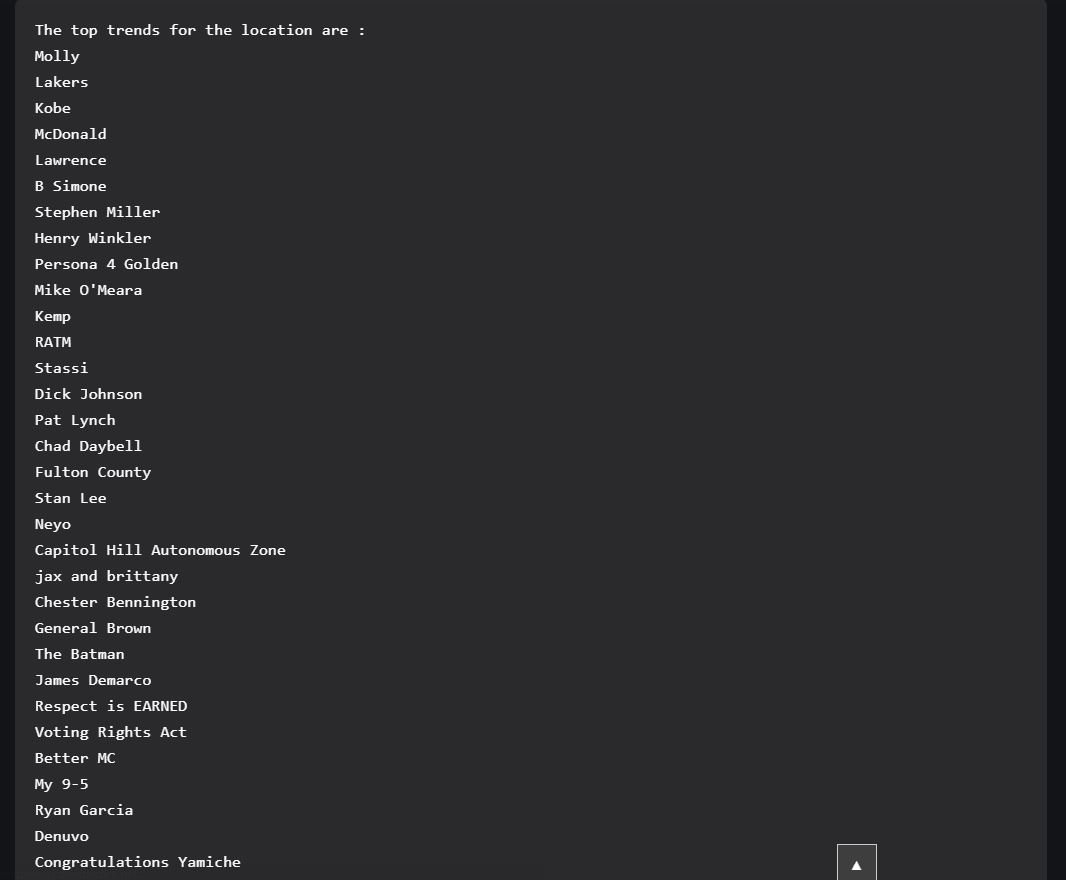 The top trends for the location are :
Molly
Lakers
Kobe
McDonald
Lawrence
B Simone
Stephen Miller
Henry Winkler
Persona 4 Golden
Mike O'Meara
Kemp
RATM
Stassi
Dick Johnson
Pat Lynch
Chad Daybell
Fulton County
Stan Lee
Neyo
Capitol Hill Autonomous Zone
jax and brittany
Chester Bennington
General Brown
The Batman
James Demarco
Respect is EARNED
Voting Rights Act
Better MC
My 9-5
Ryan Garcia
Denuvo
Congratulations Yamiche